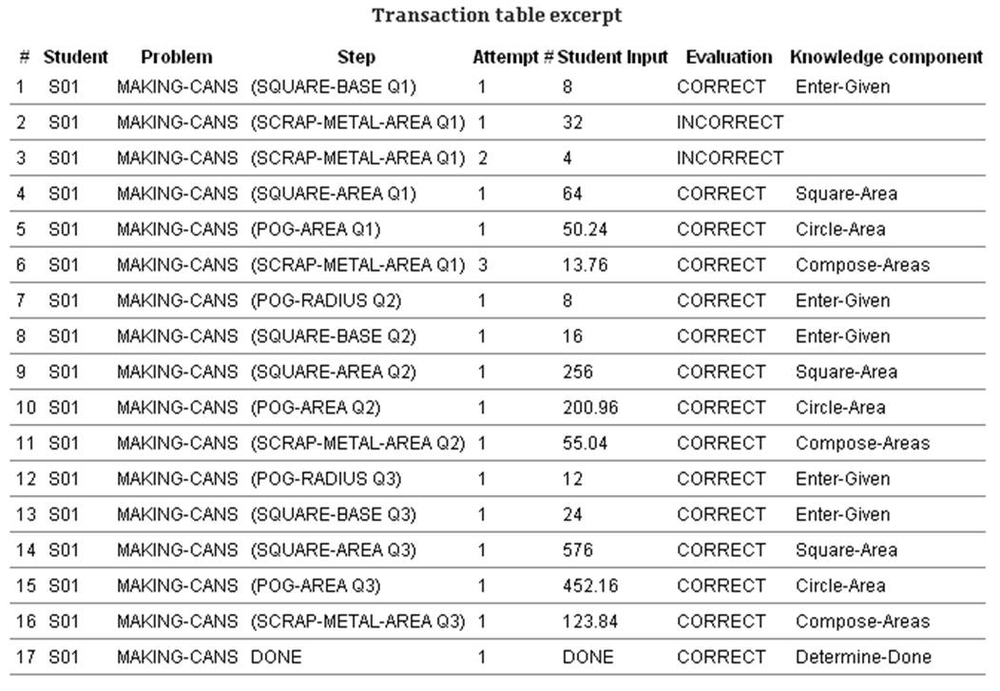 Transaction table excerpt
# Student Problem Step Attempt # Student Input Evaluation Knowledge component
1 S01 MAKING-CANS (SQUARE-BASE Q1) 1 8 CORRECT Enter-Given
2 S01 MAKING-CANS (SCRAP-METAL-AREA Q1) 1 32 INCORRECT
3 S01 MAKING-CANS (SCRAP-METAL-AREA Q1) 2 4 INCORRECT
4 S01 MAKING-CANS (SQUARE-AREA Q1) 1 64 CORRECT Square-Area
5 S01 MAKING-CANS (POG-AREA Q1) 1 50.24 CORRECT Circle-Area
6 S01 MAKING-CANS (SCRAP-METAL-AREA Q1) 3 13.76 CORRECT Compose-Areas
7 S01 MAKING-CANS (POG-RADIUS Q2) 1 8 CORRECT Enter-Given
8 S01 MAKING-CANS (SQUARE-BASE Q2) 1 16 CORRECT Enter-Given
9 S01 MAKING-CANS (SQUARE-AREA Q2) 1 256 CORRECT Square-Area
10 S01 MAKING-CANS (POG-AREA Q2) 1 200.96 CORRECT Circle-Area
11 S01 MAKING-CANS (SCRAP-METAL-AREA Q2) 1 55.04 CORRECT Compose-Areas
12 S01 MAKING-CANS (POG-RADIUS Q3) 1 12 CORRECT Enter-Given
13 S01 MAKING-CANS (SQUARE-BASE Q3) 1 24 CORRECT Enter-Given
14 S01 MAKING-CANS (SQUARE-AREA Q3) 1 576 CORRECT Square-Area
15 S01 MAKING-CANS (POG-AREA Q3) 1 452.16 CORRECT Circle-Area
16 S01 MAKING-CANS (SCRAP-METAL-AREA Q3) 1 123.84 CORRECT Compose-Areas
17 S01 MAKING-CANS DONE 1 DONE CORRECT Determine-Done